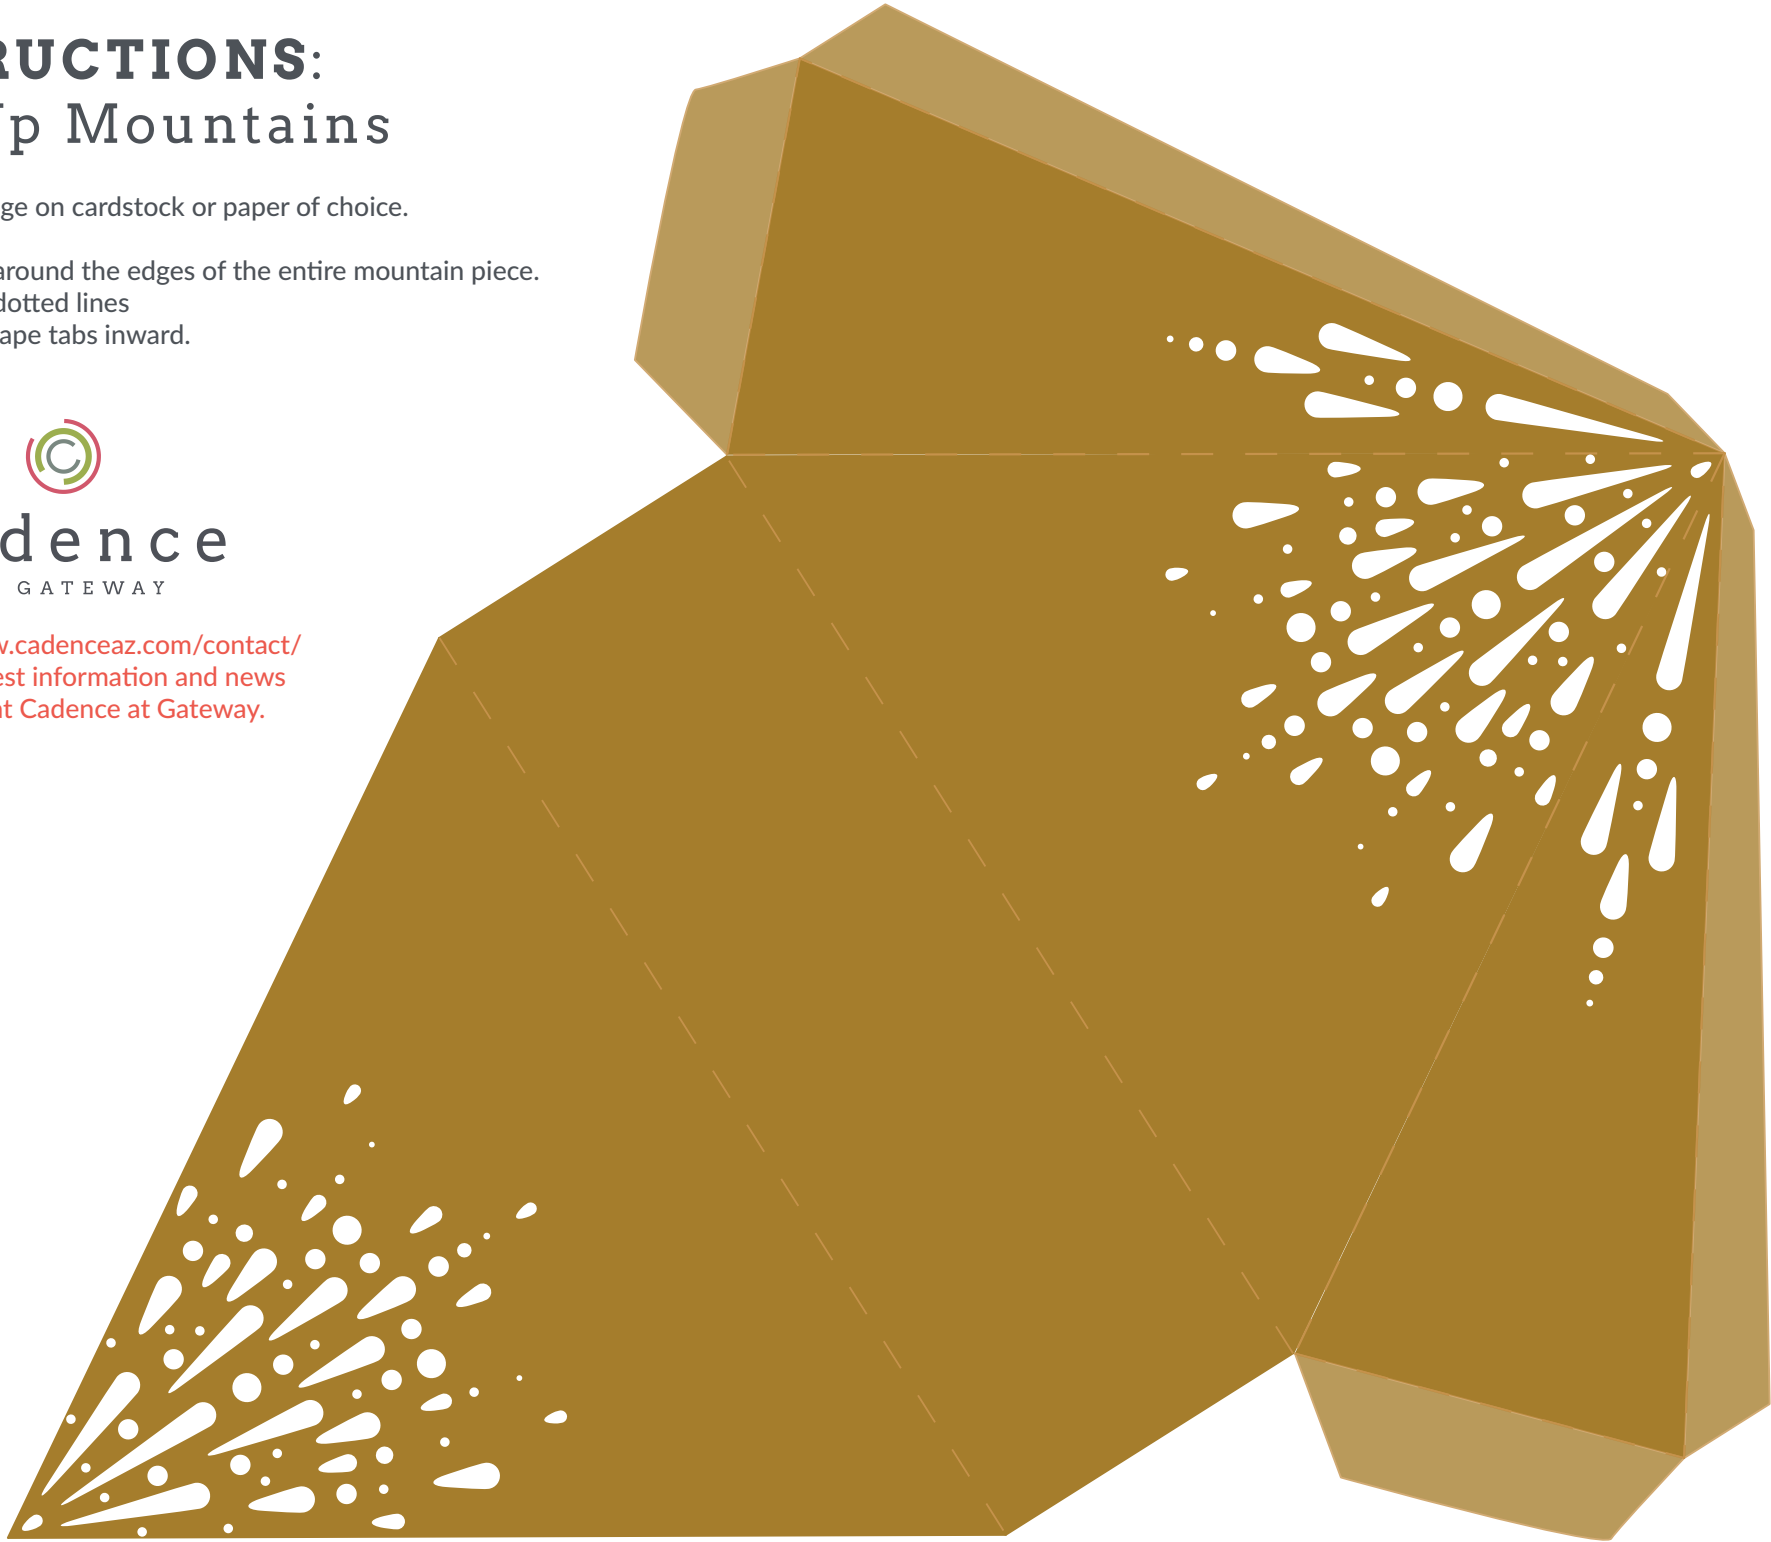 RUCTIONS:
Up Mountains
ge on cardstock or paper of choice.
around the edges of the entire mountain piece.
dotted lines
ape tabs inward.
dence
GATEWAY
w.cadenceaz.com/contact/
est information and news
at Cadence at Gateway.